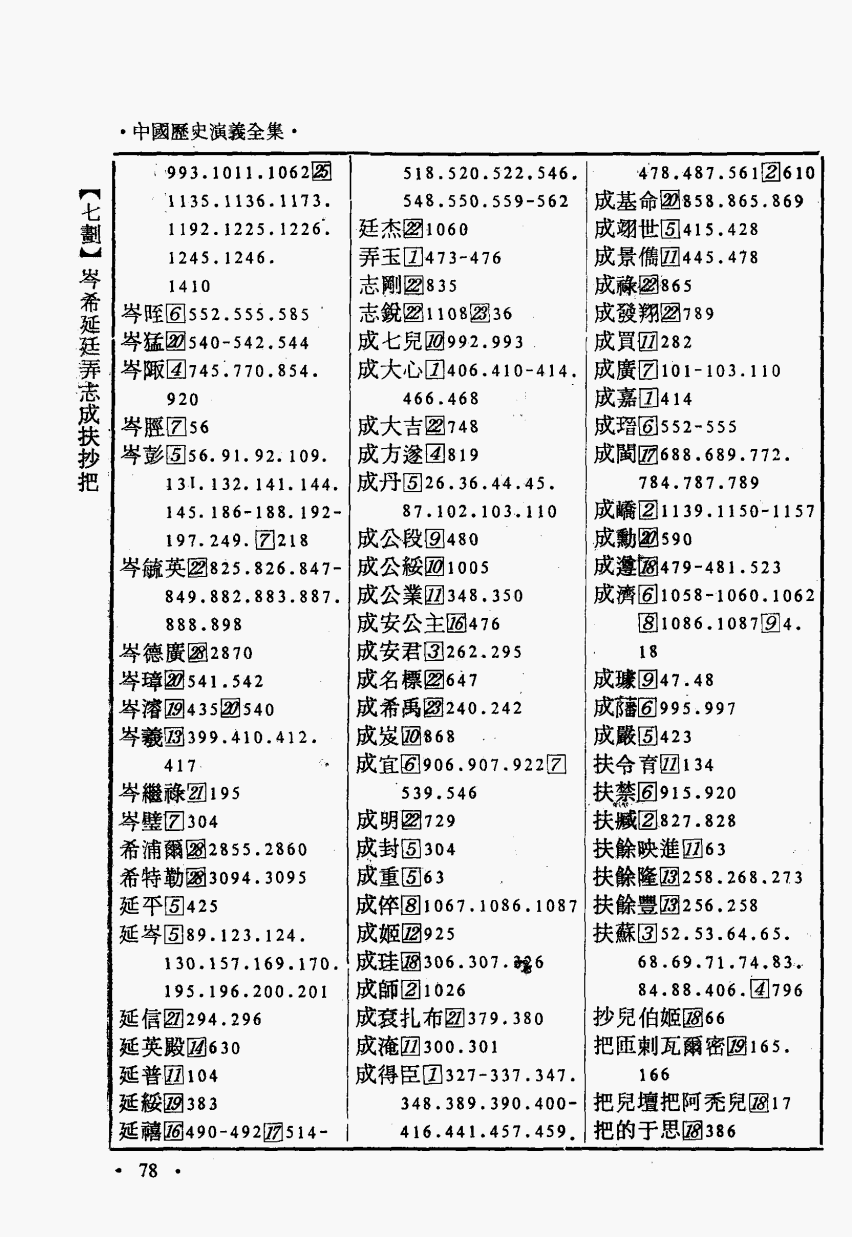 ·中國歷史演義全集·
【七劃】岑希延廷弄志成扶抄把
993.1011.1062[25]
1135.1136.1173.
1192.1225.1226.
1245.1246.
1410
岑晊[6]552.555.585
岑猛[20]540-542.544
岑陬[4]745.770.854.
920
岑脛[7]56
岑彭[5]56.91.92.109.
131.132.141.144.
145.186-188.192-
197.249.[7]218
岑毓英[22]825.826.847-
849.882.883.887.
888.898
岑德廣[28]2870
岑璋[20]541.542
岑濬[19]435[20]540
岑羲[13]399.410.412.
417
岑繼祿[21]195
岑璧[7]304
希浦爾[28]2855.2860
希特勒[28]3094.3095
延平[5]425
延岑[5]89.123.124.
130.157.169.170.
195.196.200.201
延信[21]294.296
延英殿[14]630
延普[11]104
延綏[19]383
延禧[16]490-492[17]514-
518.520.522.546.
548.550.559-562
廷杰[22]1060
弄玉[1]473-476
志剛[22]835
志銳[22]1108[23]36
成七兒[10]992.993
成大心[1]406.410-414.
466.468
成大吉[22]748
成方遂[4]819
成丹[5]26.36.44.45.
87.102.103.110
成公段[9]480
成公綏[10]1005
成公業[11]348.350
成安公主[16]476
成安君[3]262.295
成名標[22]647
成希禹[23]240.242
成岌[10]868
成宜[6]906.907.922[7]
539.546
成明[22]729
成封[5]304
成重[5]63
成倅[8]1067.1086.1087
成姬[12]925
成珪[18]306.307.326
成師[2]1026
成袞扎布[21]379.380
成淹[11]300.301
成得臣[1]327-337.347.
348.389.390.400-
416.441.457.459.
478.487.561[2]610
成基命[20]858.865.869
成翊世[5]415.428
成景儁[11]445.478
成祿[22]865
成發翔[22]789
成買[11]282
成廣[7]101-103.110
成嘉[1]414
成瑨[6]552-555
成閩[17]688.689.772.
784.787.789
成嶠[2]1139.1150-1157
成勳[20]590
成遵[18]479-481.523
成濟[6]1058-1060.1062
[8]1086.1087[9]4.
18
成璩[9]47.48
成藩[6]995.997
成嚴[5]423
扶令育[11]134
扶禁[6]915.920
扶臧[2]827.828
扶餘映進[11]63
扶餘隆[13]258.268.273
扶餘豐[13]256.258
扶蘇[3]52.53.64.65.
68.69.71.74.83.
84.88.406.[4]796
抄兒伯姬[18]66
把匝剌瓦爾密[19]165.
166
把兒壇把阿禿兒[18]17
把的于思[18]386
· 78 ·